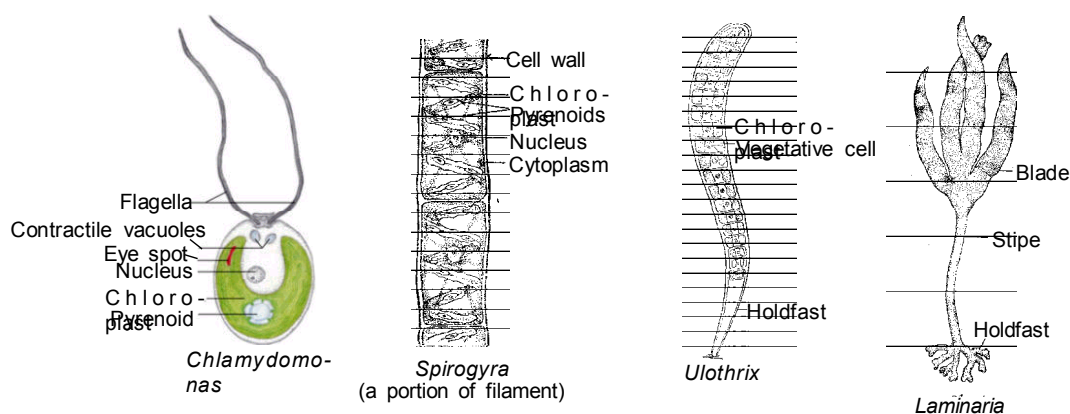 Flagella
Contractile vacuoles
Eye spot
Nucleus
Chloro-
plast
Pyrenoid
Chlamydomo-
nas
Cell wall
Chloro-
plast
Pyrenoids
Nucleus
Cytoplasm
Spirogyra
(a portion of filament)
Chloro-
plast
Vegetative cell
Holdfast
Ulothrix
Blade
Stipe
Holdfast
Laminaria